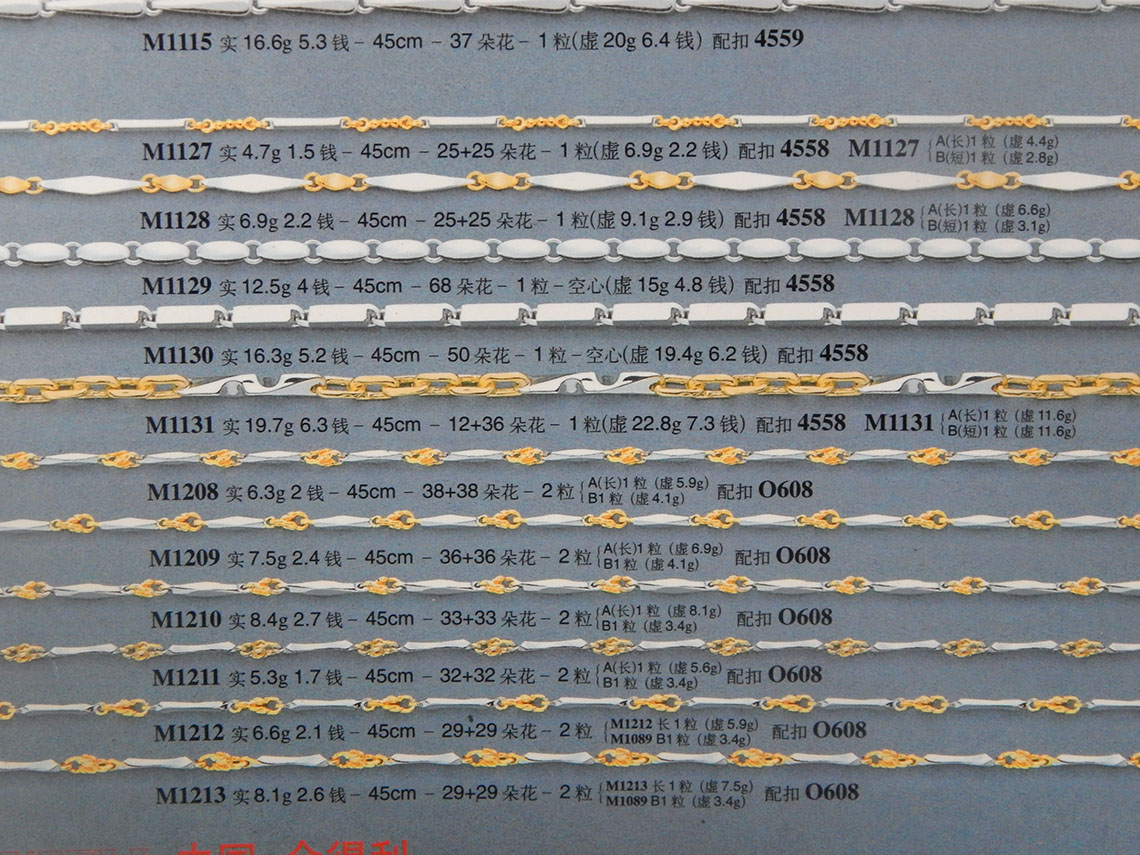 M1115 实 16.6g 5.3 钱 – 45cm – 37 朵花 – 1 粒(虚 20g 6.4 钱) 配扣 4559
M1127 实 4.7g 1.5 钱 – 45cm – 25+25 朵花 – 1 粒(虚 6.9g 2.2 钱) 配扣 4558 M1127 { A(长)1 粒 (虚 4.4g)
B(短)1 粒 (虚 2.8g)
M1128 实 6.9g 2.2 钱 – 45cm – 25+25 朵花 – 1 粒(虚 9.1g 2.9 钱) 配扣 4558 M1128 { A(长)1 粒 (虚 6.6g)
B(短)1 粒 (虚 3.1g)
M1129 实 12.5g 4 钱 – 45cm – 68 朵花 – 1 粒 – 空心(虚 15g 4.8 钱) 配扣 4558
M1130 实 16.3g 5.2 钱 – 45cm – 50 朵花 – 1 粒 – 空心(虚 19.4g 6.2 钱) 配扣 4558
M1131 实 19.7g 6.3 钱 – 45cm – 12+36 朵花 – 1 粒(虚 22.8g 7.3 钱) 配扣 4558 M1131 { A(长)1 粒 (虚 11.6g)
B(短)1 粒 (虚 11.6g)
M1208 实 6.3g 2 钱 – 45cm – 38+38 朵花 – 2 粒 { A(长)1 粒 (虚 5.9g) 配扣 O608
B1 粒 (虚 4.1g)
M1209 实 7.5g 2.4 钱 – 45cm – 36+36 朵花 – 2 粒 { A(长)1 粒 (虚 6.9g) 配扣 O608
B1 粒 (虚 4.1g)
M1210 实 8.4g 2.7 钱 – 45cm – 33+33 朵花 – 2 粒 { A(长)1 粒 (虚 8.1g) 配扣 O608
B1 粒 (虚 3.4g)
M1211 实 5.3g 1.7 钱 – 45cm – 32+32 朵花 – 2 粒 { A(长)1 粒 (虚 5.6g) 配扣 O608
B1 粒 (虚 3.4g)
M1212 实 6.6g 2.1 钱 – 45cm – 29+29 朵花 – 2 粒 { M1212 长 1 粒 (虚 5.9g) 配扣 O608
M1089 B1 粒 (虚 3.4g)
M1213 实 8.1g 2.6 钱 – 45cm – 29+29 朵花 – 2 粒 { M1213 长 1 粒 (虚 7.5g) 配扣 O608
M1089 B1 粒 (虚 3.4g)